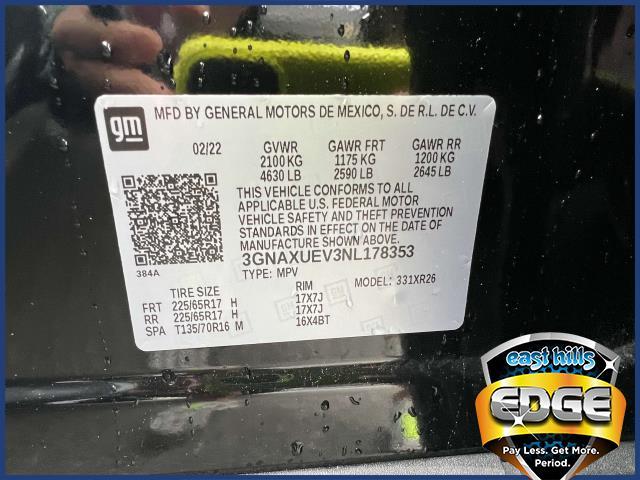 gm
MFD BY GENERAL MOTORS DE MEXICO, S. DE R.L. DE C.V.
02/22 GVWR GAWR FRT GAWR RR
2100 KG 1175 KG 1200 KG
4630 LB 2590 LB 2645 LB
THIS VEHICLE CONFORMS TO ALL
APPLICABLE U.S. FEDERAL MOTOR
VEHICLE SAFETY AND THEFT PREVENTION
STANDARDS IN EFFECT ON THE DATE OF
MANUFACTURE SHOWN ABOVE.
3GNAXUEV3NL178353
384A TYPE: MPV MODEL: 331XR26
TIRE SIZE RIM
FRT 225/65R17 H 17X7J
RR 225/65R17 H 17X7J
SPA T135/70R16 M 16X4BT
east hills
EDGE
Pay Less. Get More.
Period.